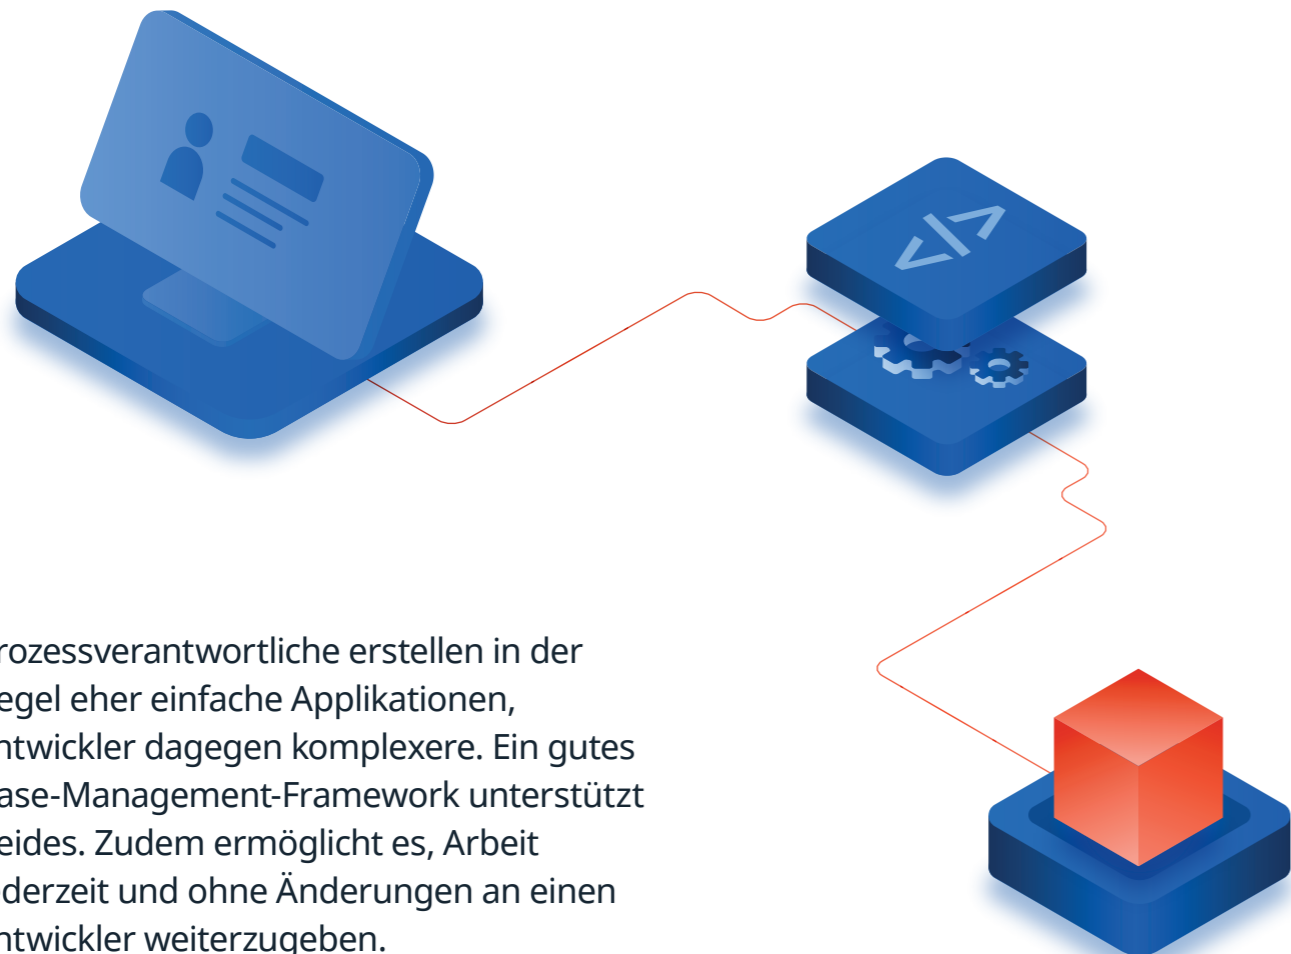 rozessverantwortliche erstellen in der
egel eher einfache Applikationen,
ntwickler dagegen komplexere. Ein gutes
ase-Management-Framework unterstützt
eides. Zudem ermöglicht es, Arbeit
ederzeit und ohne Änderungen an einen
ntwickler weiterzugeben.